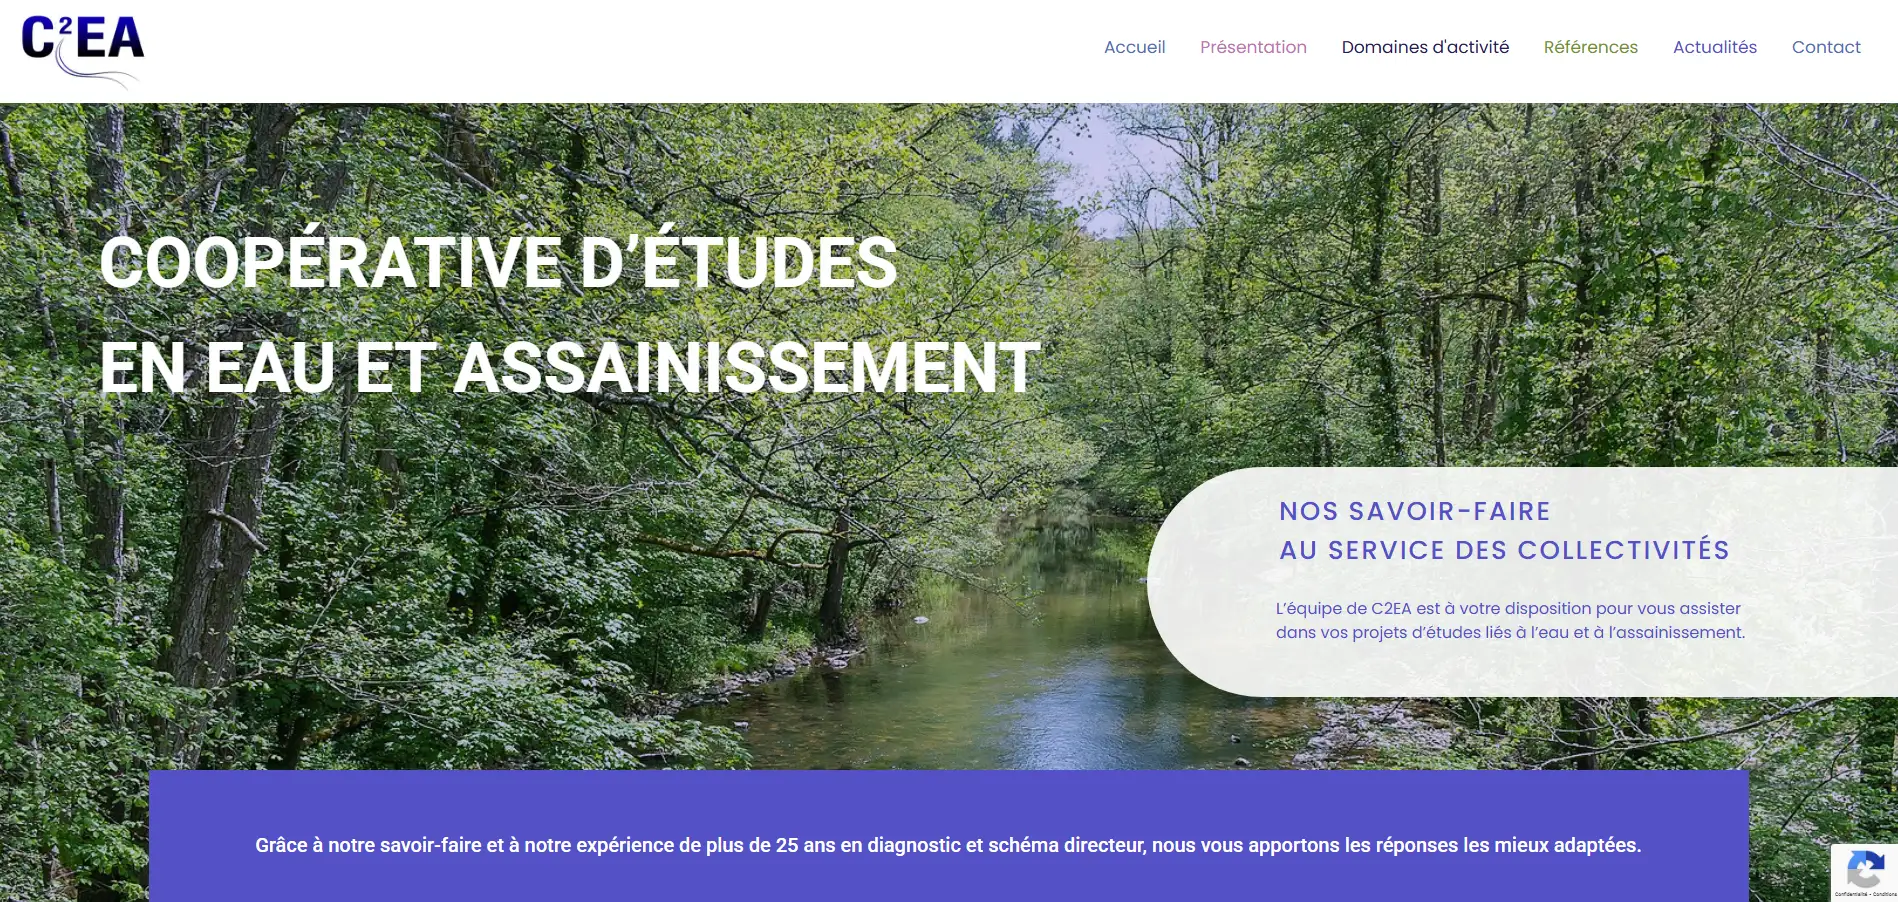 C²EA
Accueil Présentation Domaines d'activité Références Actualités Contact
COOPÉRATIVE D’ÉTUDES
EN EAU ET ASSAINISSEMENT
NOS SAVOIR-FAIRE
AU SERVICE DES COLLECTIVITÉS
L’équipe de C2EA est à votre disposition pour vous assister
dans vos projets d’études liés à l’eau et à l’assainissement.
Grâce à notre savoir-faire et à notre expérience de plus de 25 ans en diagnostic et schéma directeur, nous vous apportons les réponses les mieux adaptées.
Confidentialité - Conditions